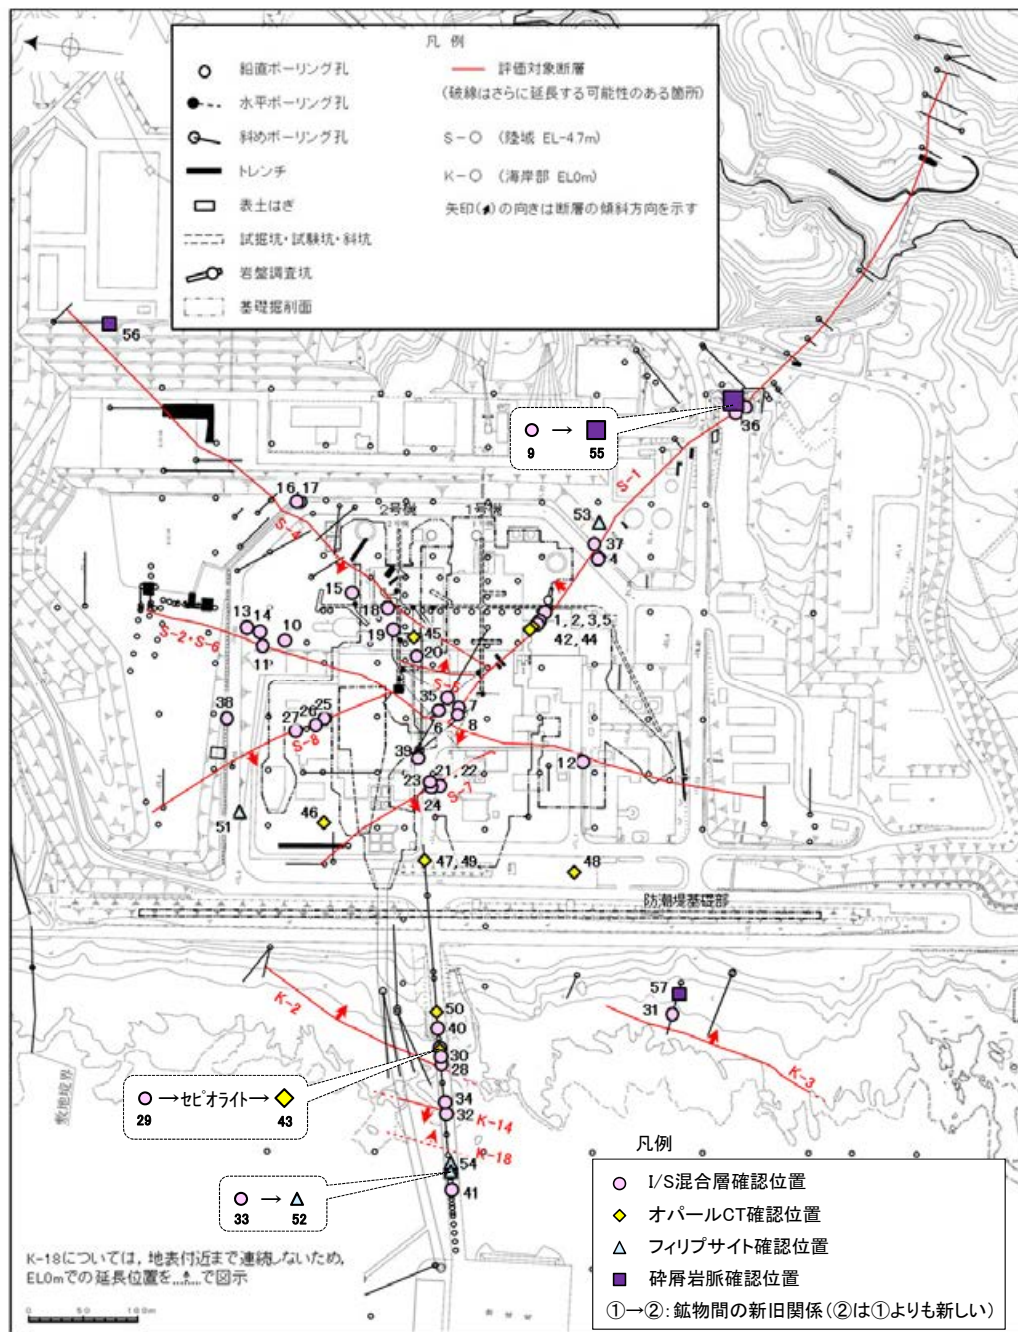 凡 例
鉛直ボーリング孔
水平ボーリング孔
斜めボーリング孔
トレンチ
表土はぎ
試掘坑・試験坑・斜坑
岩盤調査坑
基礎掘削面
評価対象断層
(破線はさらに延長する可能性のある箇所)
S-○ (陸域 EL-4.7m)
K-○ (海岸部 EL0m)
矢印( )の向きは断層の傾斜方向を示す
56
9 → 55
36
S-1
16,17
S-4
2号機
1号機
53
37
4
15
18
13
14
10
11
19
45
20
1,2,3,5
42,44
S-2・S-6
S-5
35
7
6
8
38
27
26
25
S-8
39
12
23
21,22
24
S-7
51
46
47,49
48
防潮堤基礎部
50
40
57
31
K-2
30
28
K-3
29 →セピオライト→ 43
34
32
K-14
K-18
54
33 → 52
41
敷地境界
K-18については，地表付近まで連続しないため，
EL0mでの延長位置を で図示
0 50 100m
凡例
I/S混合層確認位置
オパールCT確認位置
フィリプサイト確認位置
砕屑岩脈確認位置
①→②：鉱物間の新旧関係(②は①よりも新しい)